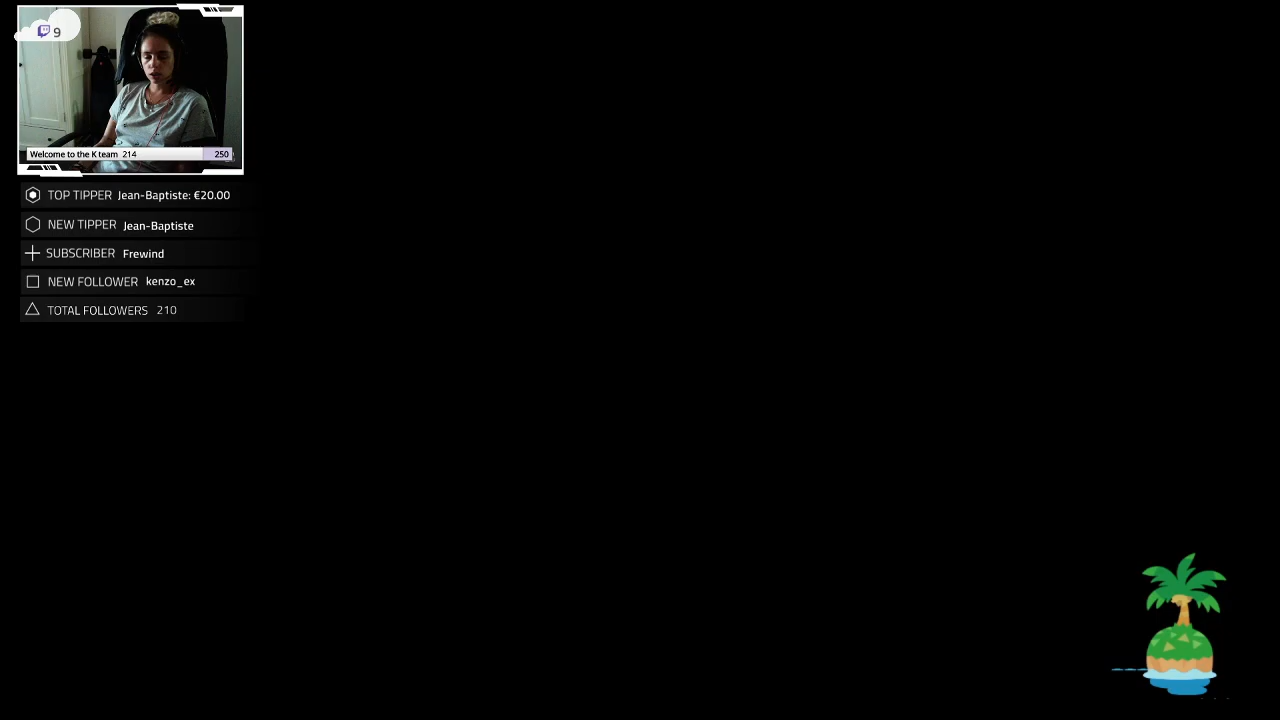 9
Welcome to the K team 214 250
TOP TIPPER Jean-Baptiste: €20.00
NEW TIPPER Jean-Baptiste
SUBSCRIBER Frewind
NEW FOLLOWER kenzo_ex
TOTAL FOLLOWERS 210